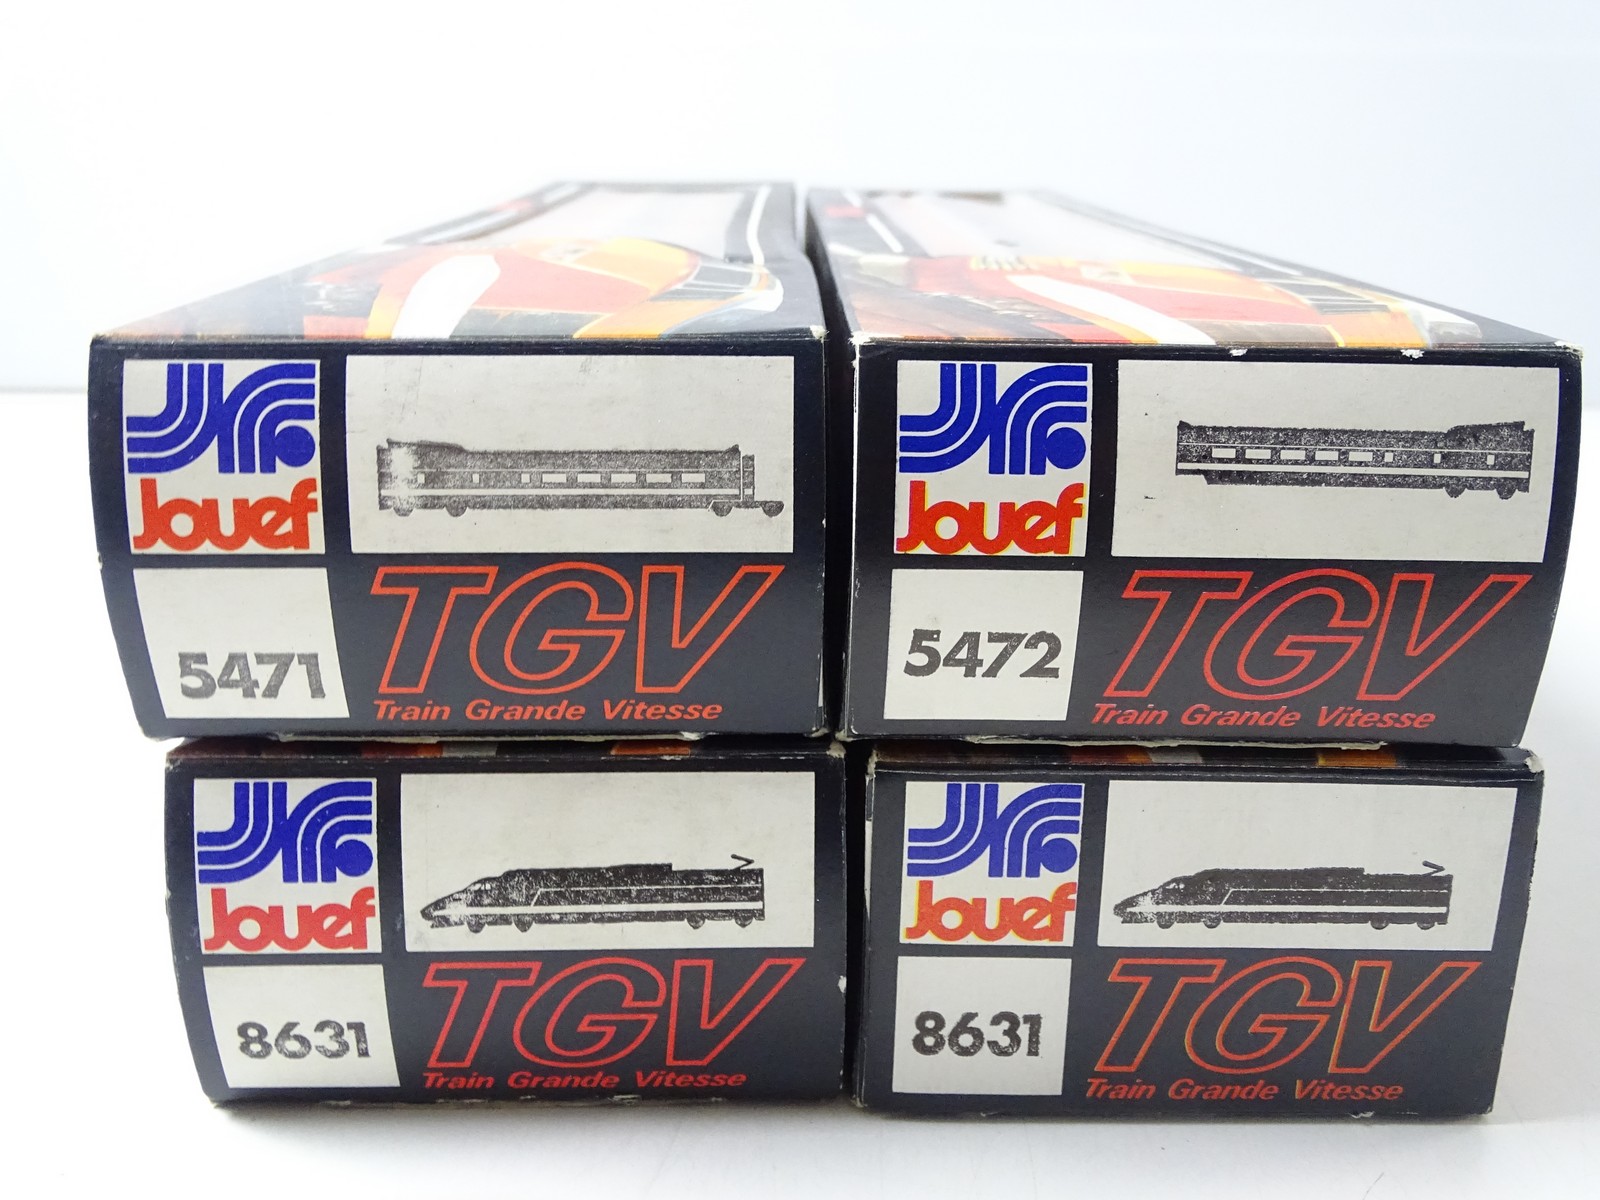 Jouef
5471
TGV
Train Grande Vitesse
Jouef
5472
TGV
Train Grande Vitesse
Jouef
8631
TGV
Train Grande Vitesse
Jouef
8631
TGV
Train Grande Vitesse